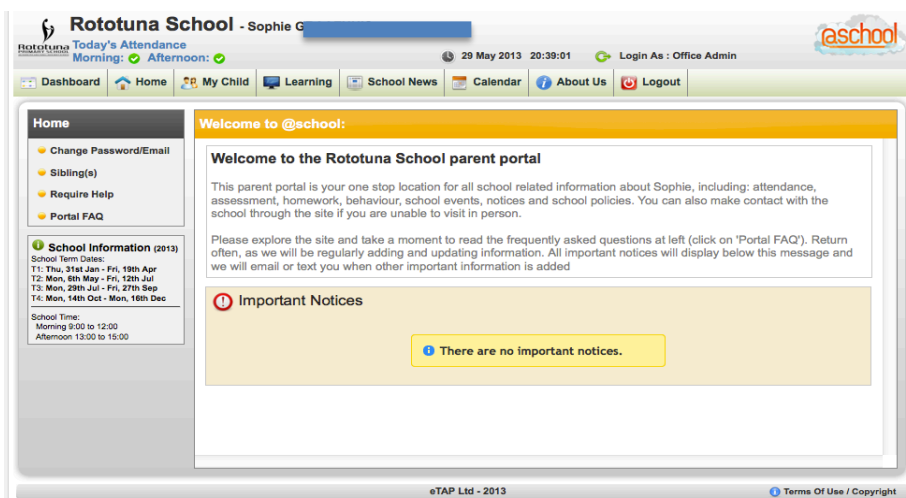 Rototuna School - Sophie G
Rototuna
PRIMARY SCHOOL
Today's Attendance
Morning: Afternoon:
29 May 2013 20:39:01 Login As : Office Admin
@school
Dashboard Home My Child Learning School News Calendar About Us Logout
Home
Change Password/Email
Sibling(s)
Require Help
Portal FAQ
School Information (2013)
School Term Dates:
T1: Thu, 31st Jan - Fri, 19th Apr
T2: Mon, 6th May - Fri, 12th Jul
T3: Mon, 29th Jul - Fri, 27th Sep
T4: Mon, 14th Oct - Mon, 16th Dec
School Time:
Morning 9:00 to 12:00
Afternoon 13:00 to 15:00
Welcome to @school:
Welcome to the Rototuna School parent portal
This parent portal is your one stop location for all school related information about Sophie, including: attendance,
assessment, homework, behaviour, school events, notices and school policies. You can also make contact with the
school through the site if you are unable to visit in person.
Please explore the site and take a moment to read the frequently asked questions at left (click on 'Portal FAQ'). Return
often, as we will be regularly adding and updating information. All important notices will display below this message and
we will email or text you when other important information is added
Important Notices
There are no important notices.
eTAP Ltd - 2013
Terms Of Use / Copyright